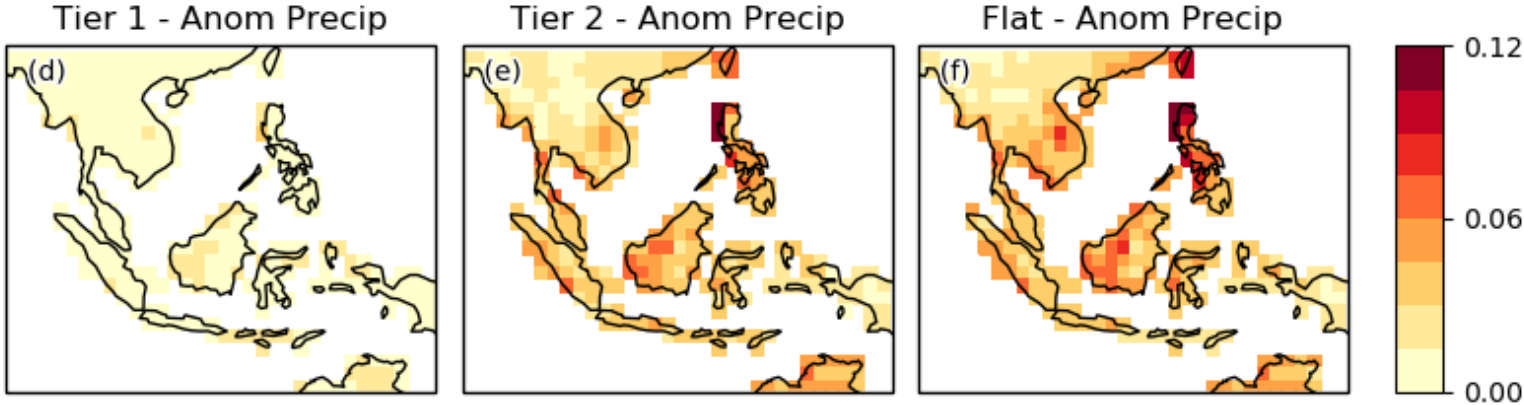 Tier 1 - Anom Precip
Tier 2 - Anom Precip
Flat - Anom Precip
(d)
(e)
(f)
0.12
0.06
0.00